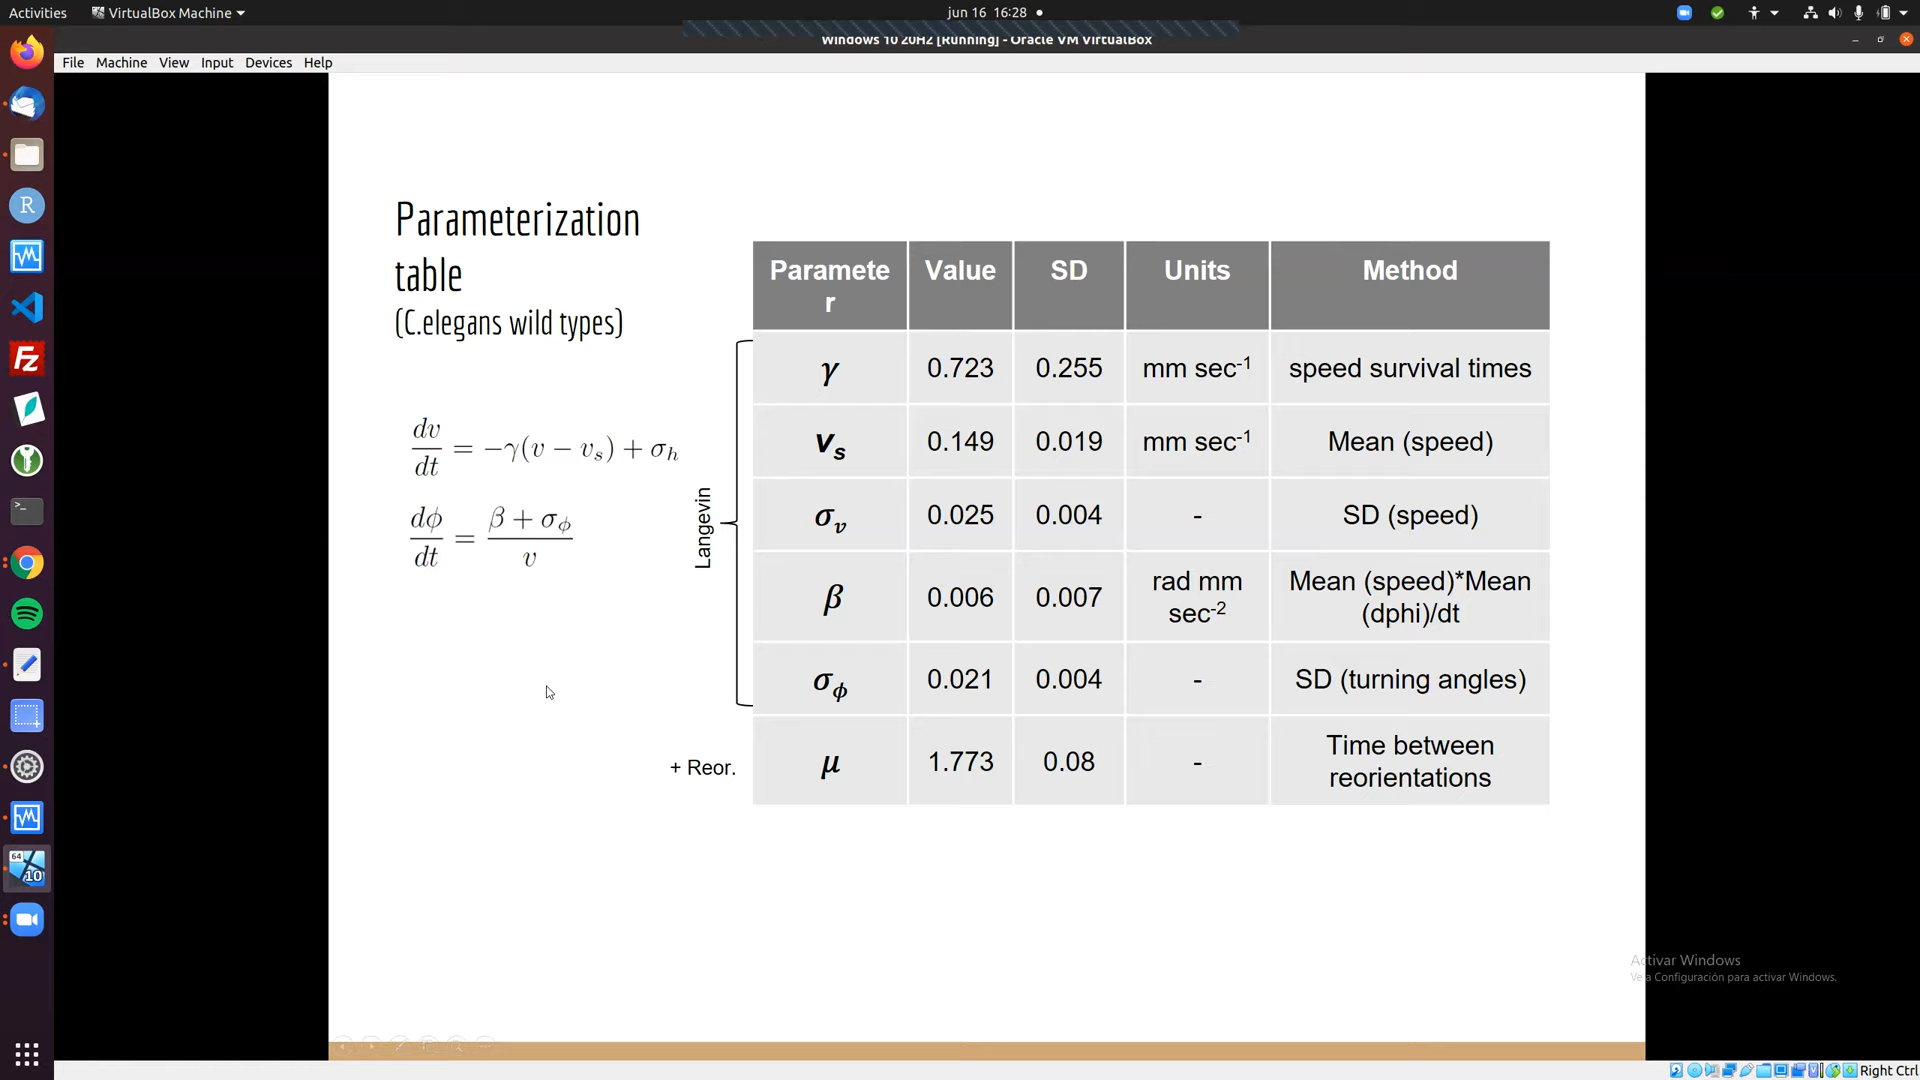 Activities
VirtualBox Machine
jun 16 16:28
Windows 10 20H2 [Running] - Oracle VM VirtualBox
File Machine View Input Devices Help
Parameterization
table
(C.elegans wild types)
dv/dt = −γ(v − v_s) + σ_h
dϕ/dt = (β + σ_ϕ)/v
Langevin
+ Reor.
Paramete
r
Value
SD
Units
Method
γ 0.723 0.255 mm sec⁻¹ speed survival times
v_s 0.149 0.019 mm sec⁻¹ Mean (speed)
σ_v 0.025 0.004 - SD (speed)
β 0.006 0.007 rad mm
sec⁻²
Mean (speed)*Mean
(dphi)/dt
σ_ϕ 0.021 0.004 - SD (turning angles)
μ 1.773 0.08 - Time between
reorientations
Activar Windows
Ve a Configuración para activar Windows.
R
FZ
>_
64
10
Right Ctrl